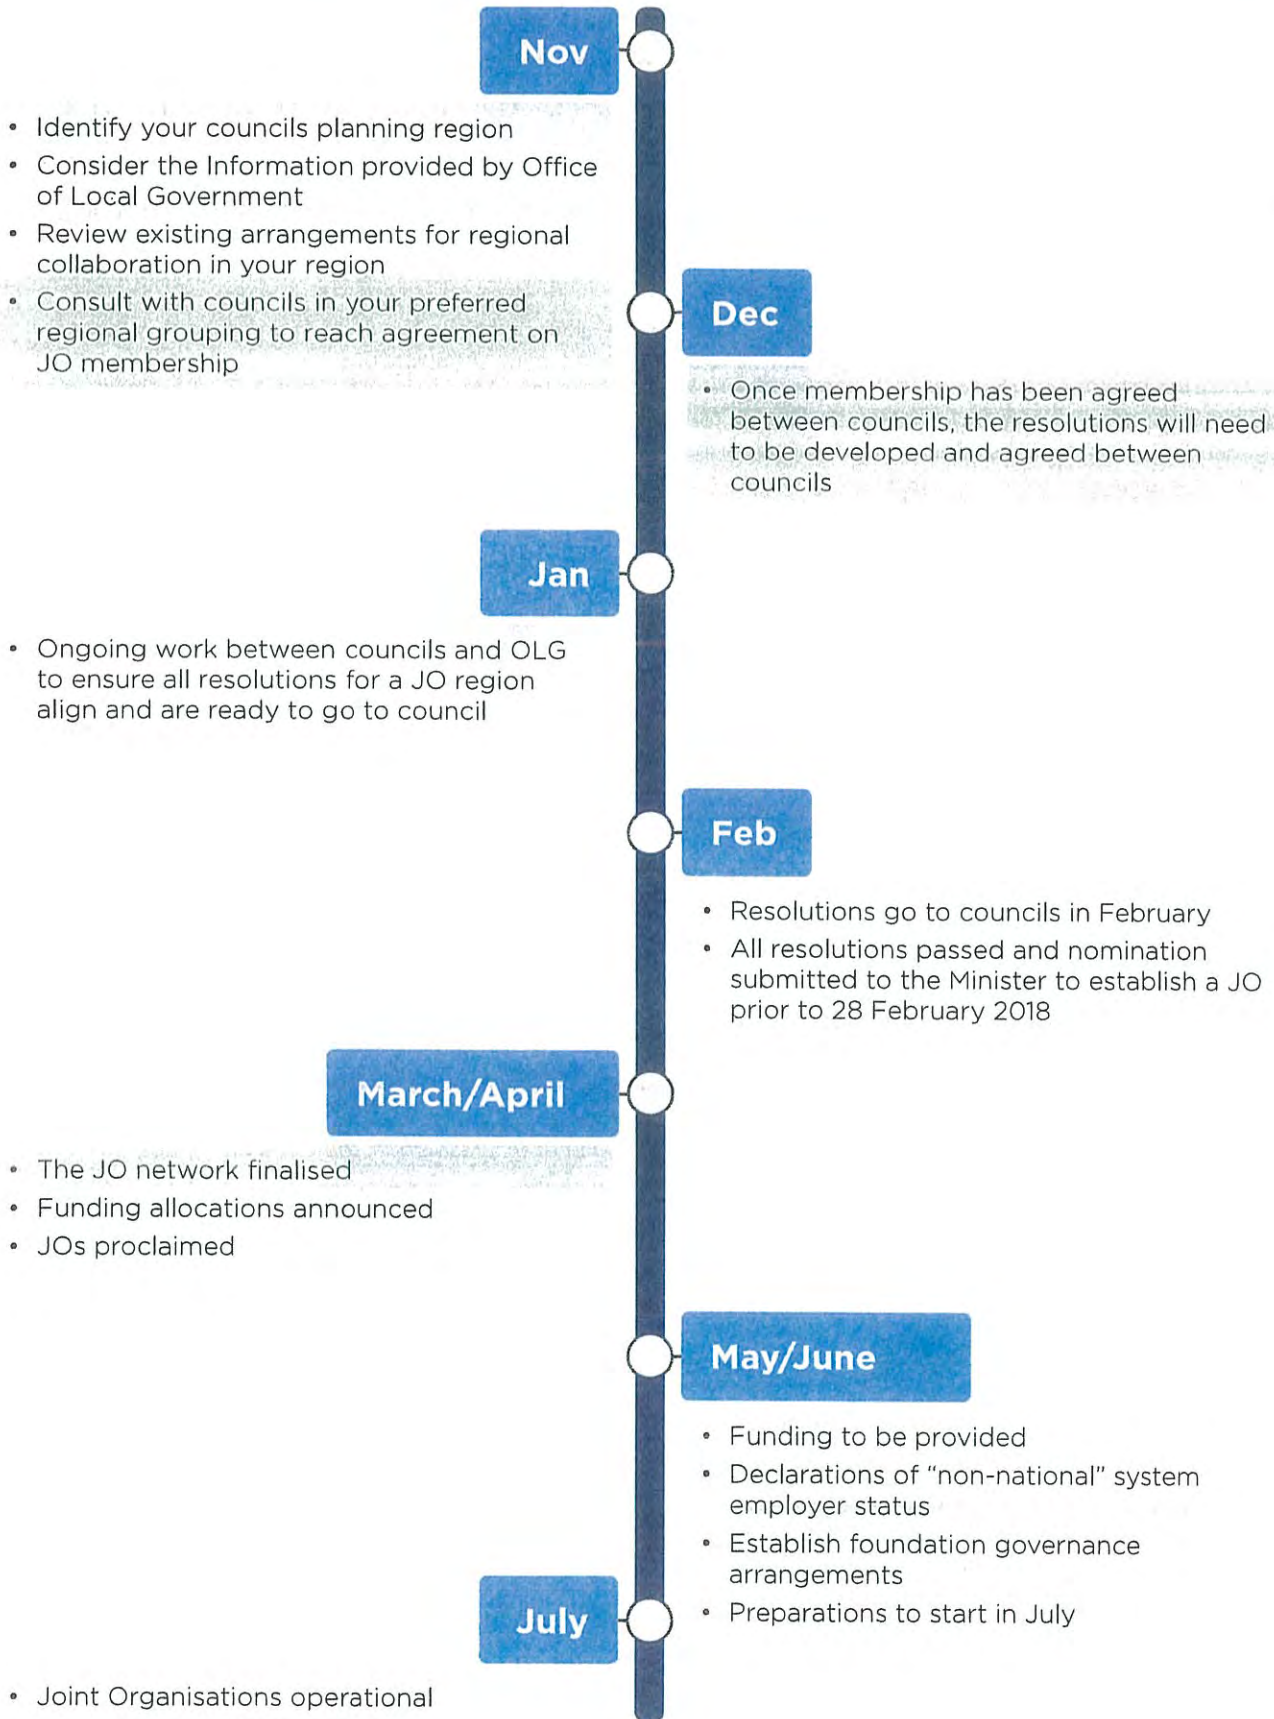 Nov
• Identify your councils planning region
• Consider the Information provided by Office
of Local Government
• Review existing arrangements for regional
collaboration in your region
• Consult with councils in your preferred
regional grouping to reach agreement on
JO membership
Dec
• Once membership has been agreed
between councils, the resolutions will need
to be developed and agreed between
councils
Jan
• Ongoing work between councils and OLG
to ensure all resolutions for a JO region
align and are ready to go to council
Feb
• Resolutions go to councils in February
• All resolutions passed and nomination
submitted to the Minister to establish a JO
prior to 28 February 2018
March/April
• The JO network finalised
• Funding allocations announced
• JOs proclaimed
May/June
• Funding to be provided
• Declarations of “non-national” system
employer status
• Establish foundation governance
arrangements
• Preparations to start in July
July
• Joint Organisations operational